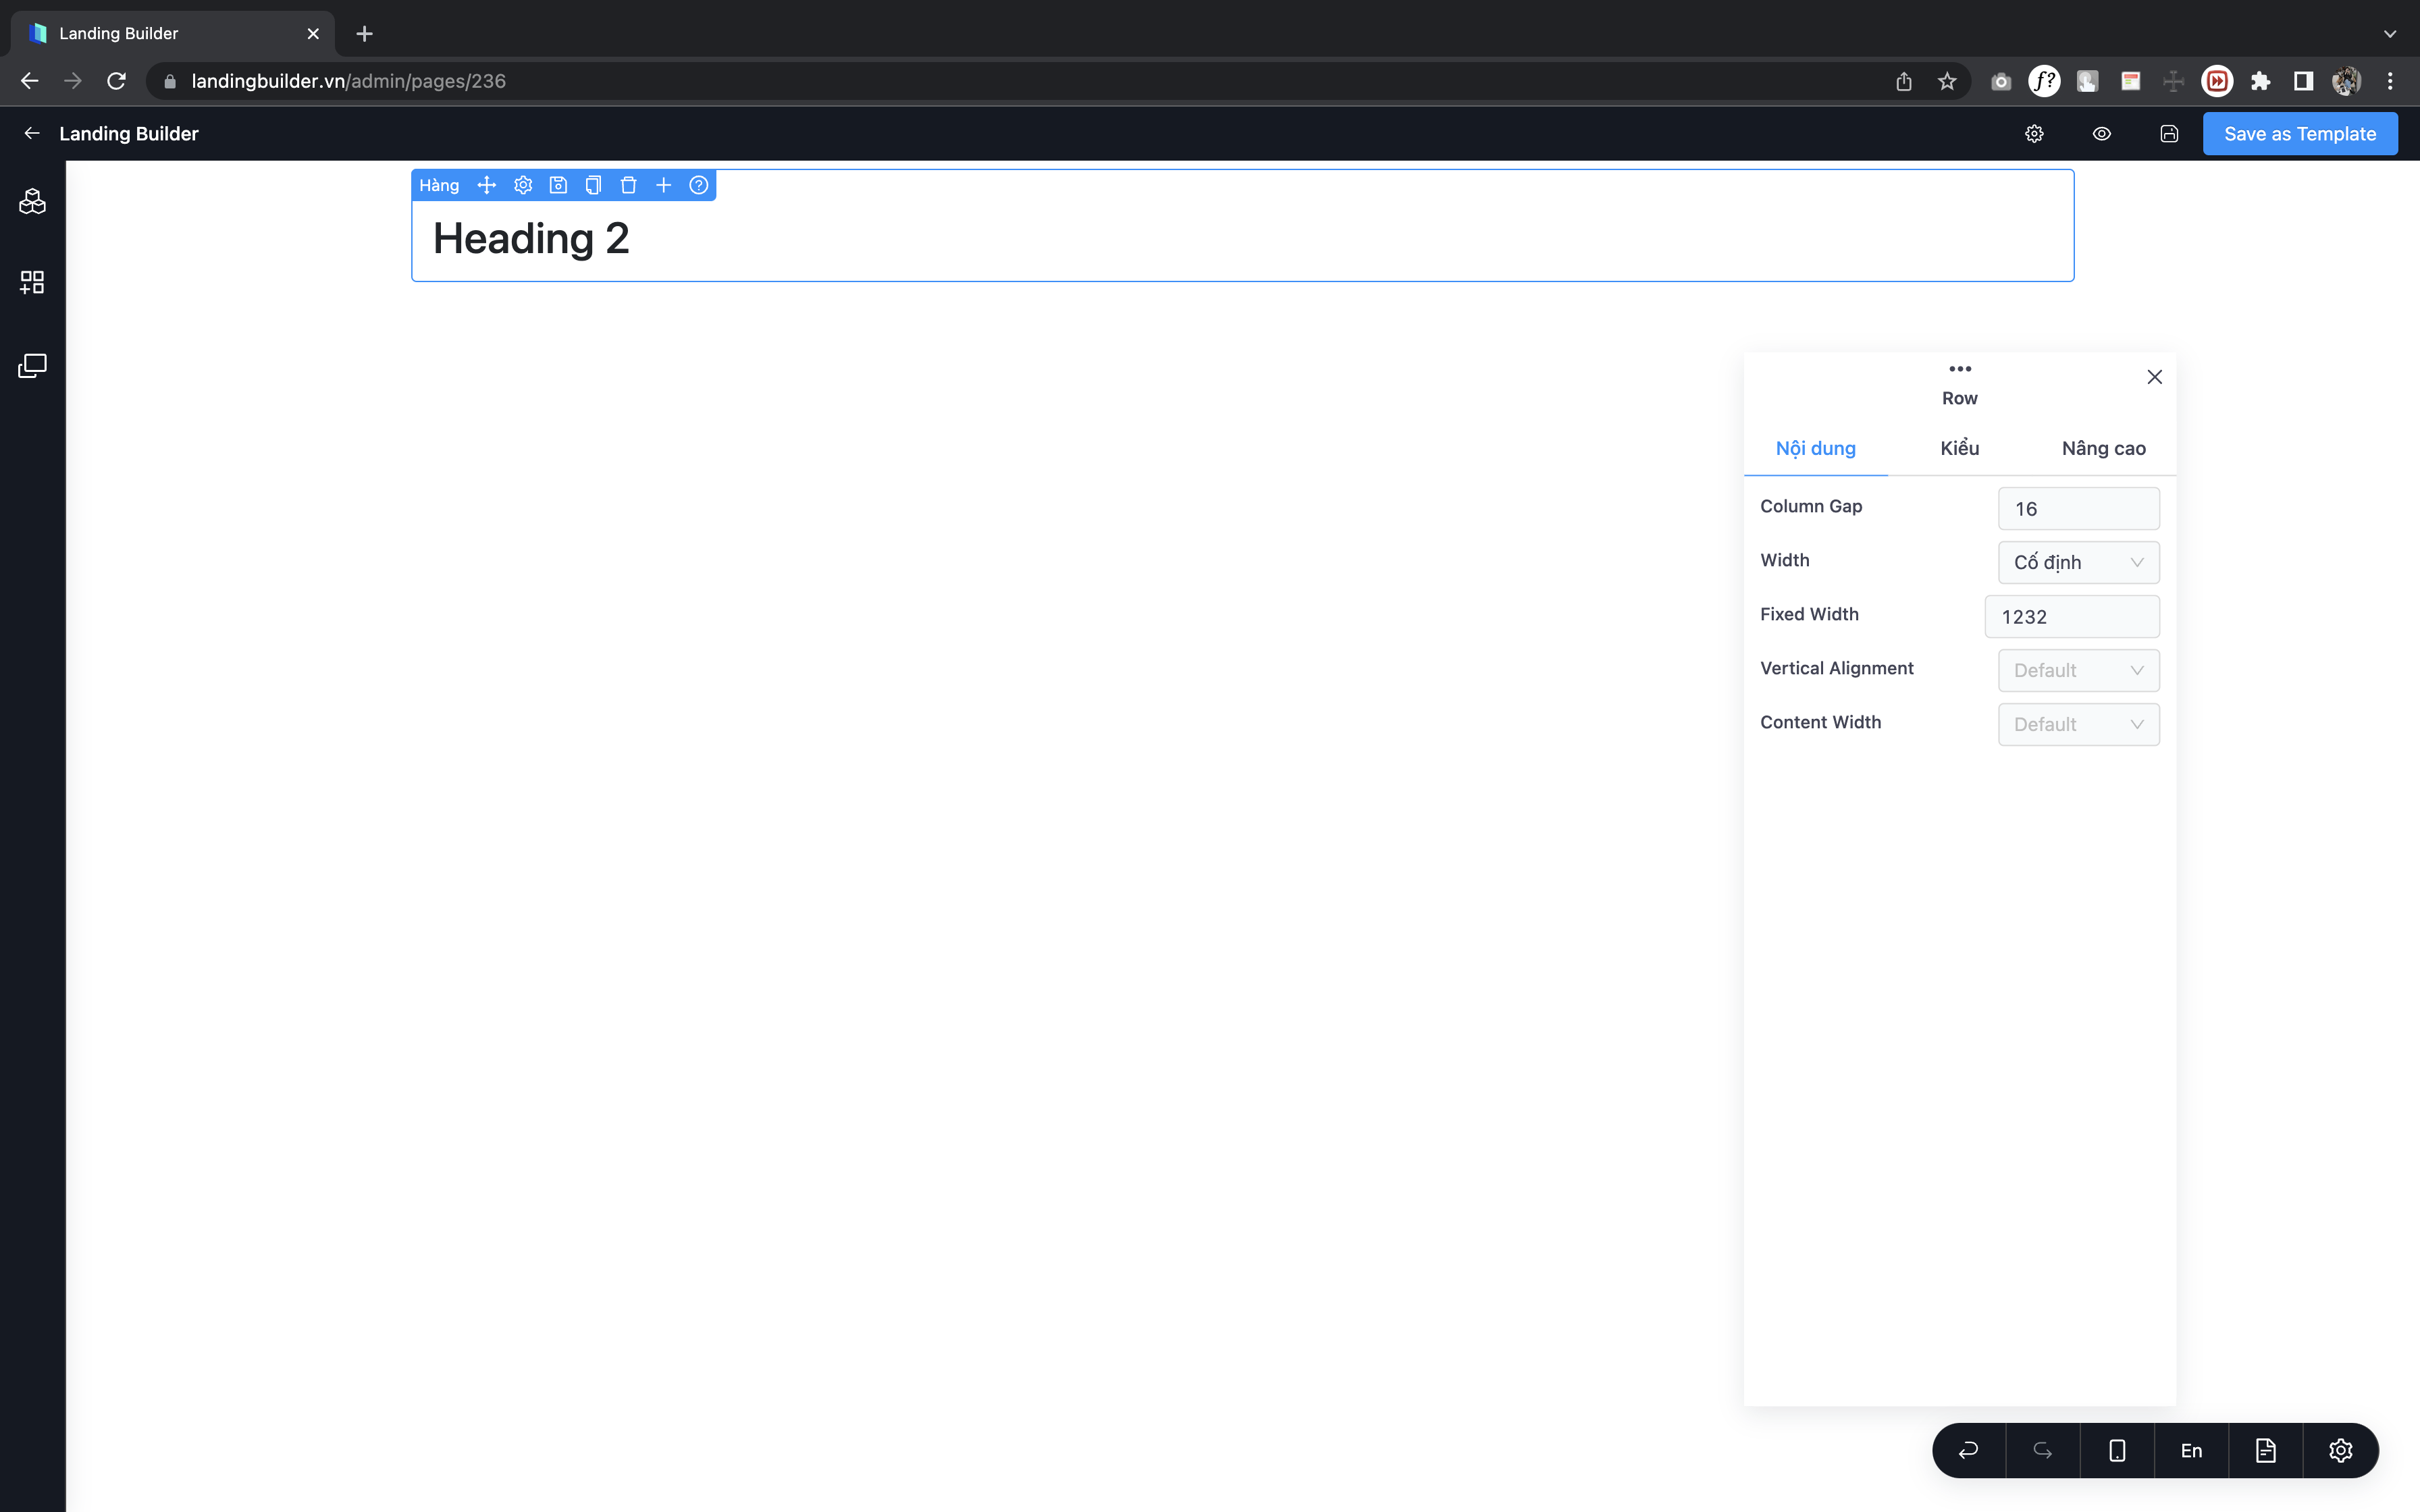 Landing Builder
landingbuilder.vn/admin/pages/236
f?
Landing Builder
Save as Template
Hàng
Heading 2
Row
Nội dung Kiểu Nâng cao
Column Gap 16
Width Cố định
Fixed Width 1232
Vertical Alignment Default
Content Width Default
En